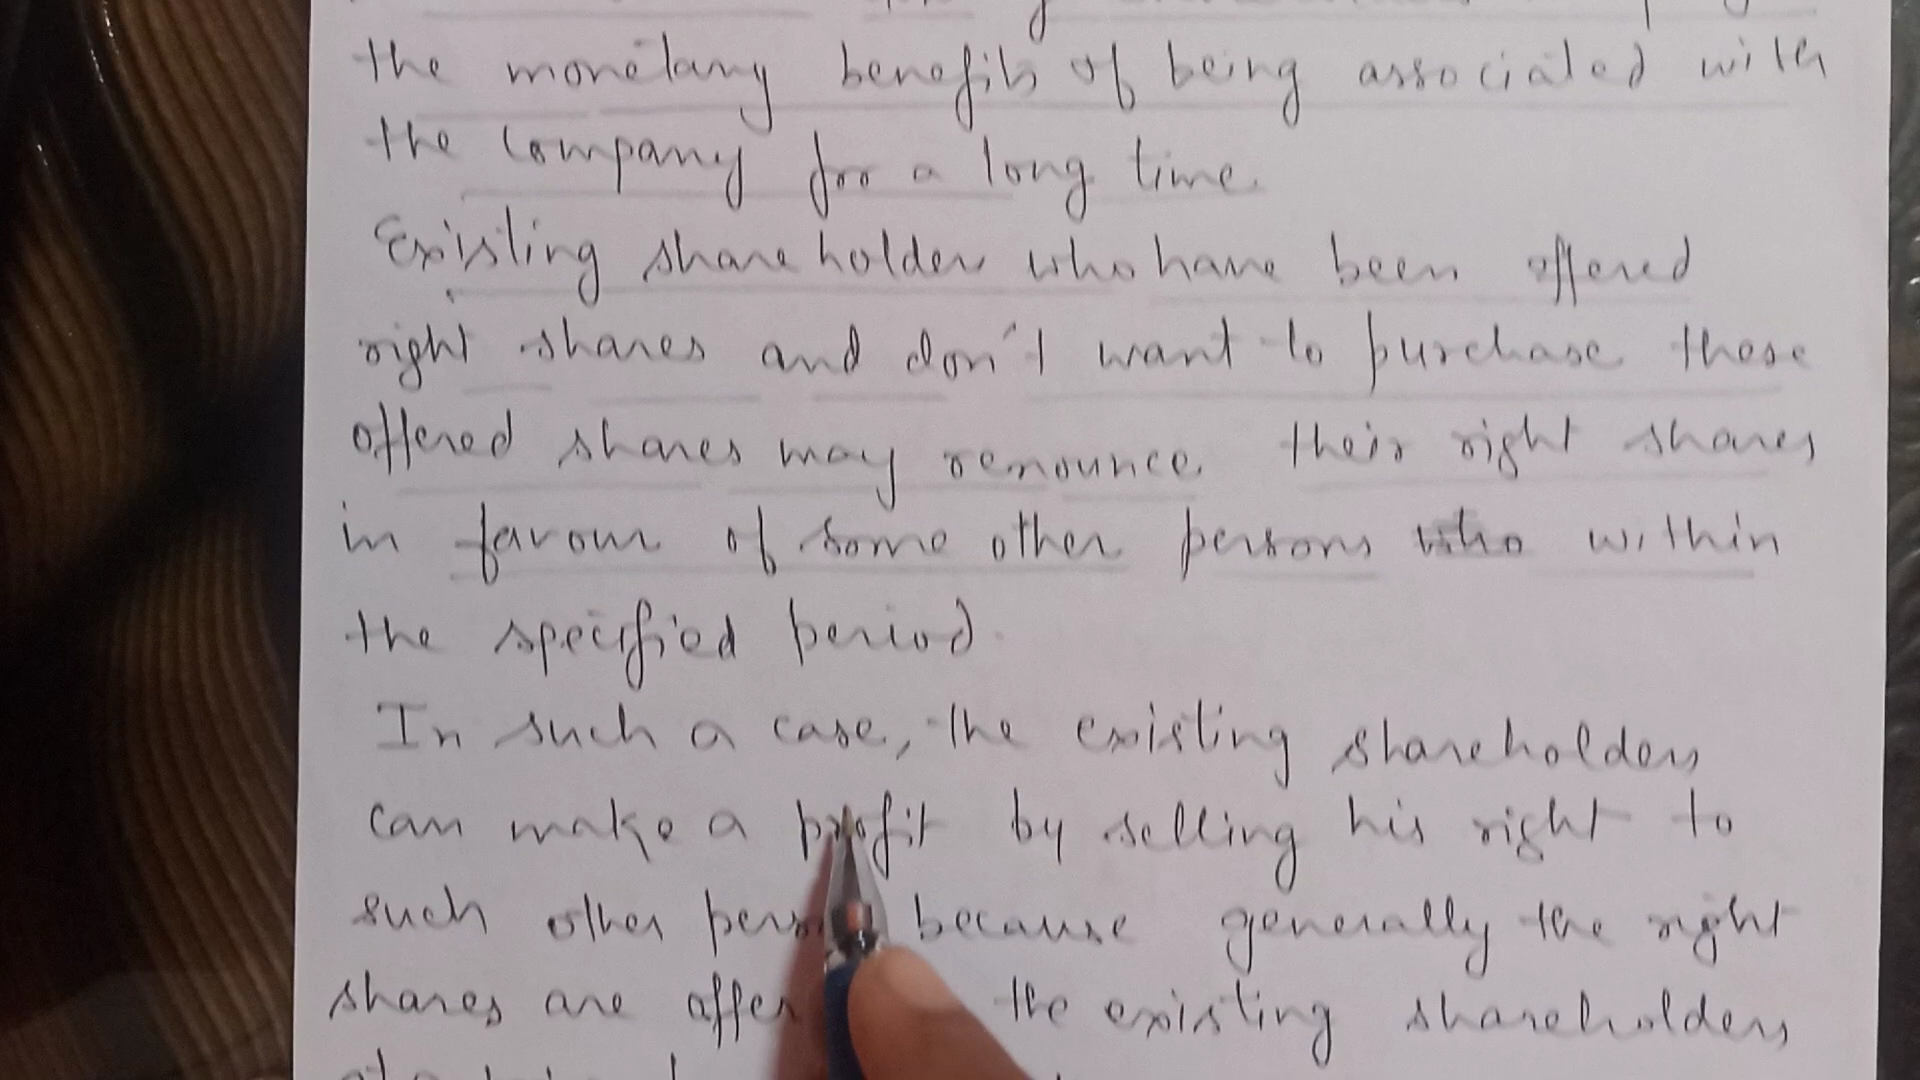 the monetary benefits of being associated with
the company for a long time.
Existing shareholders who have been offered
right shares and don't want to purchase these
offered shares may renounce their right shares
in favour of some other persons who within
the specified period.
In such a case, the existing shareholders
can make a profit by selling his right to
such other because generally the right
shares are the existing shareholders